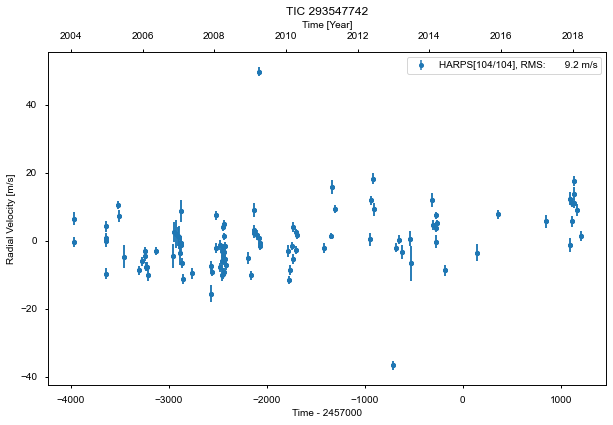 TIC 293547742
Time [Year]
2004 2006 2008 2010 2012 2014 2016 2018
HARPS[104/104], RMS: 9.2 m/s
Radial Velocity [m/s]
40
20
0
−20
−40
−4000 −3000 −2000 −1000 0 1000
Time - 2457000